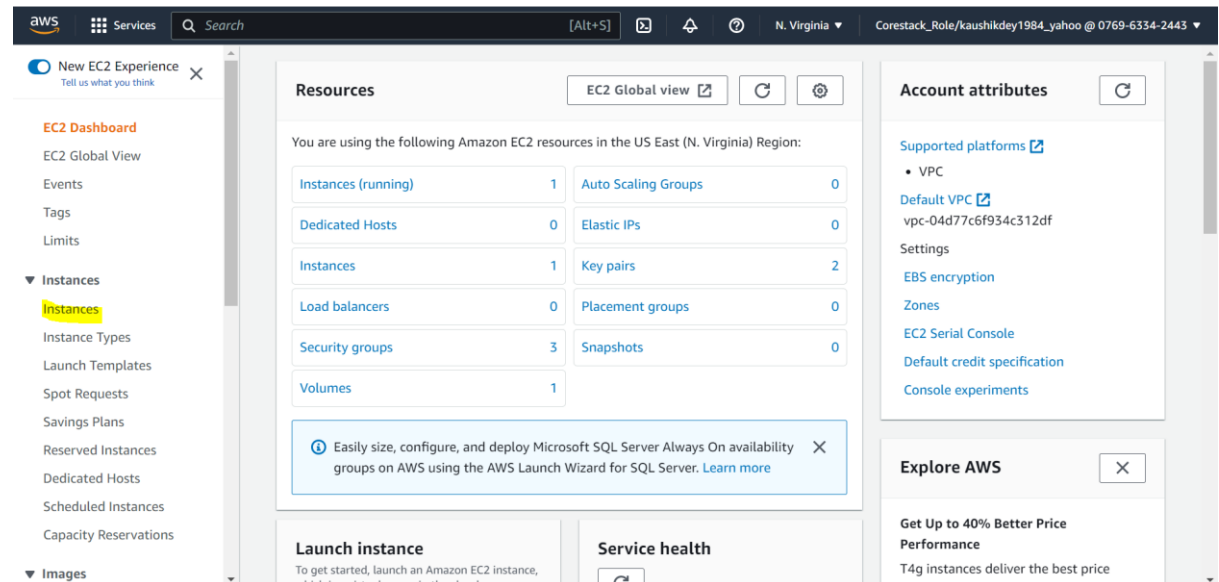 aws
Services
Search
[Alt+S]
N. Virginia ▼
Corestack_Role/kaushikdey1984_yahoo @ 0769-6334-2443 ▼
New EC2 Experience
Tell us what you think
EC2 Dashboard
EC2 Global View
Events
Tags
Limits
Instances
Instances
Instance Types
Launch Templates
Spot Requests
Savings Plans
Reserved Instances
Dedicated Hosts
Scheduled Instances
Capacity Reservations
Images
Resources
EC2 Global view
You are using the following Amazon EC2 resources in the US East (N. Virginia) Region:
Instances (running) 1 Auto Scaling Groups 0
Dedicated Hosts 0 Elastic IPs 0
Instances 1 Key pairs 2
Load balancers 0 Placement groups 0
Security groups 3 Snapshots 0
Volumes 1
Easily size, configure, and deploy Microsoft SQL Server Always On availability
groups on AWS using the AWS Launch Wizard for SQL Server. Learn more
Launch instance
To get started, launch an Amazon EC2 instance,
Service health
Account attributes
Supported platforms
• VPC
Default VPC
vpc-04d77c6f934c312df
Settings
EBS encryption
Zones
EC2 Serial Console
Default credit specification
Console experiments
Explore AWS
Get Up to 40% Better Price
Performance
T4g instances deliver the best price